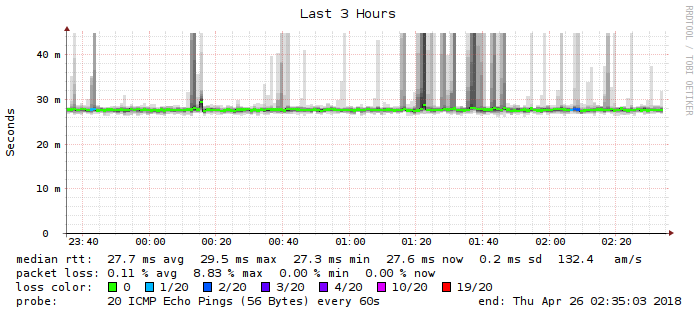 Last 3 Hours
RRDTOOL / TOBI OETIKER
Seconds
40 m
30 m
20 m
10 m
0
23:40 00:00 00:20 00:40 01:00 01:20 01:40 02:00 02:20
median rtt: 27.7 ms avg 29.5 ms max 27.3 ms min 27.6 ms now 0.2 ms sd 132.4 am/s
packet loss: 0.11 % avg 8.83 % max 0.00 % min 0.00 % now
loss color: 0 1/20 2/20 3/20 4/20 10/20 19/20
probe: 20 ICMP Echo Pings (56 Bytes) every 60s end: Thu Apr 26 02:35:03 2018